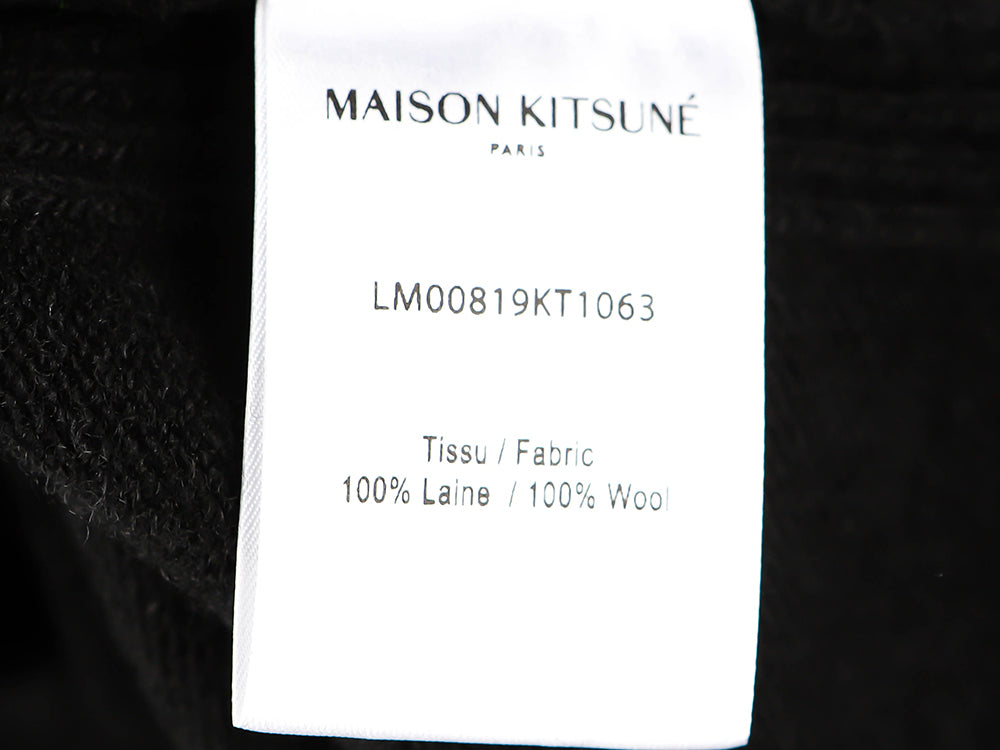 MAISON KITSUNÉ
PARIS
LM00819KT1063
Tissu / Fabric
100% Laine / 100% Wool